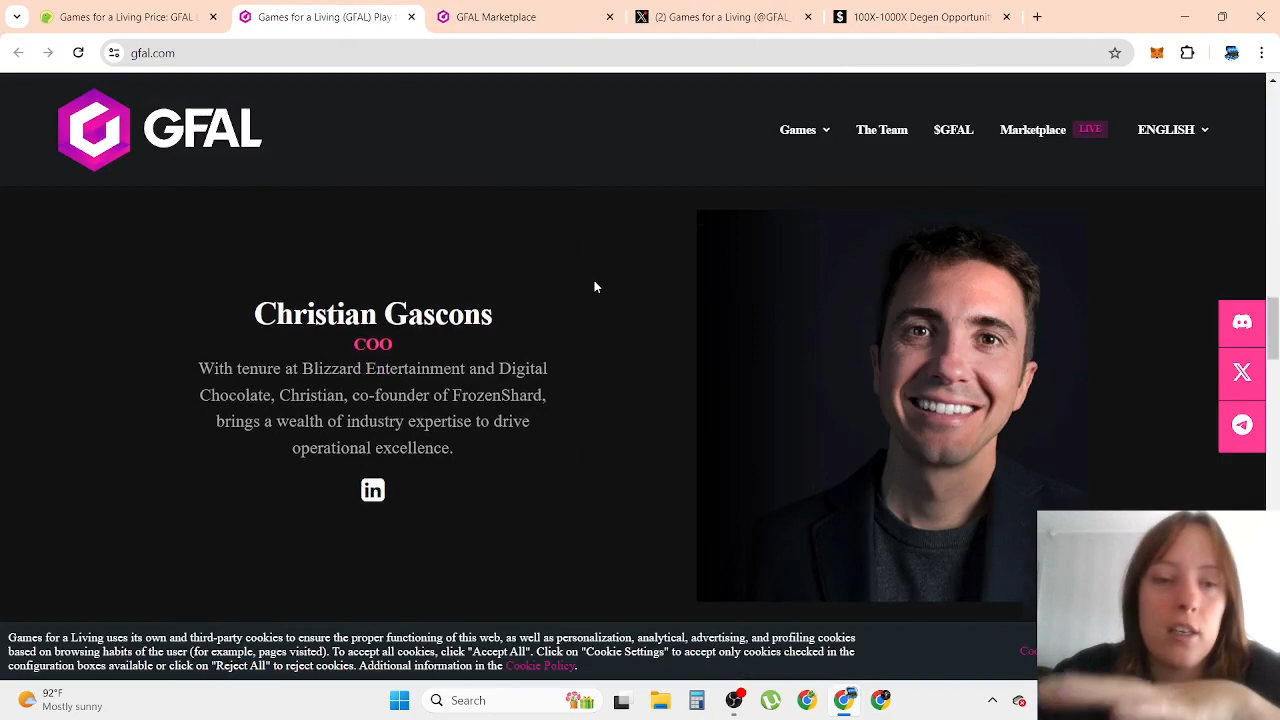 Games for a Living Price: GFAL
Games for a Living (GFAL) Play
GFAL Marketplace
(2) Games for a Living (@GFAL_
100X-1000X Degen Opportunit
gfal.com
GFAL
Games
The Team
$GFAL
Marketplace
LIVE
ENGLISH
Christian Gascons
COO
With tenure at Blizzard Entertainment and Digital
Chocolate, Christian, co-founder of FrozenShard,
brings a wealth of industry expertise to drive
operational excellence.
in
Games for a Living uses its own and third-party cookies to ensure the proper functioning of this web, as well as personalization, analytical, advertising, and profiling cookies
based on browsing habits of the user (for example, pages visited). To accept all cookies, click "Accept All". Click on "Cookie Settings" to accept only cookies checked in the
configuration boxes available or click on "Reject All" to reject cookies. Additional information in the Cookie Policy.
92°F
Mostly sunny
Search